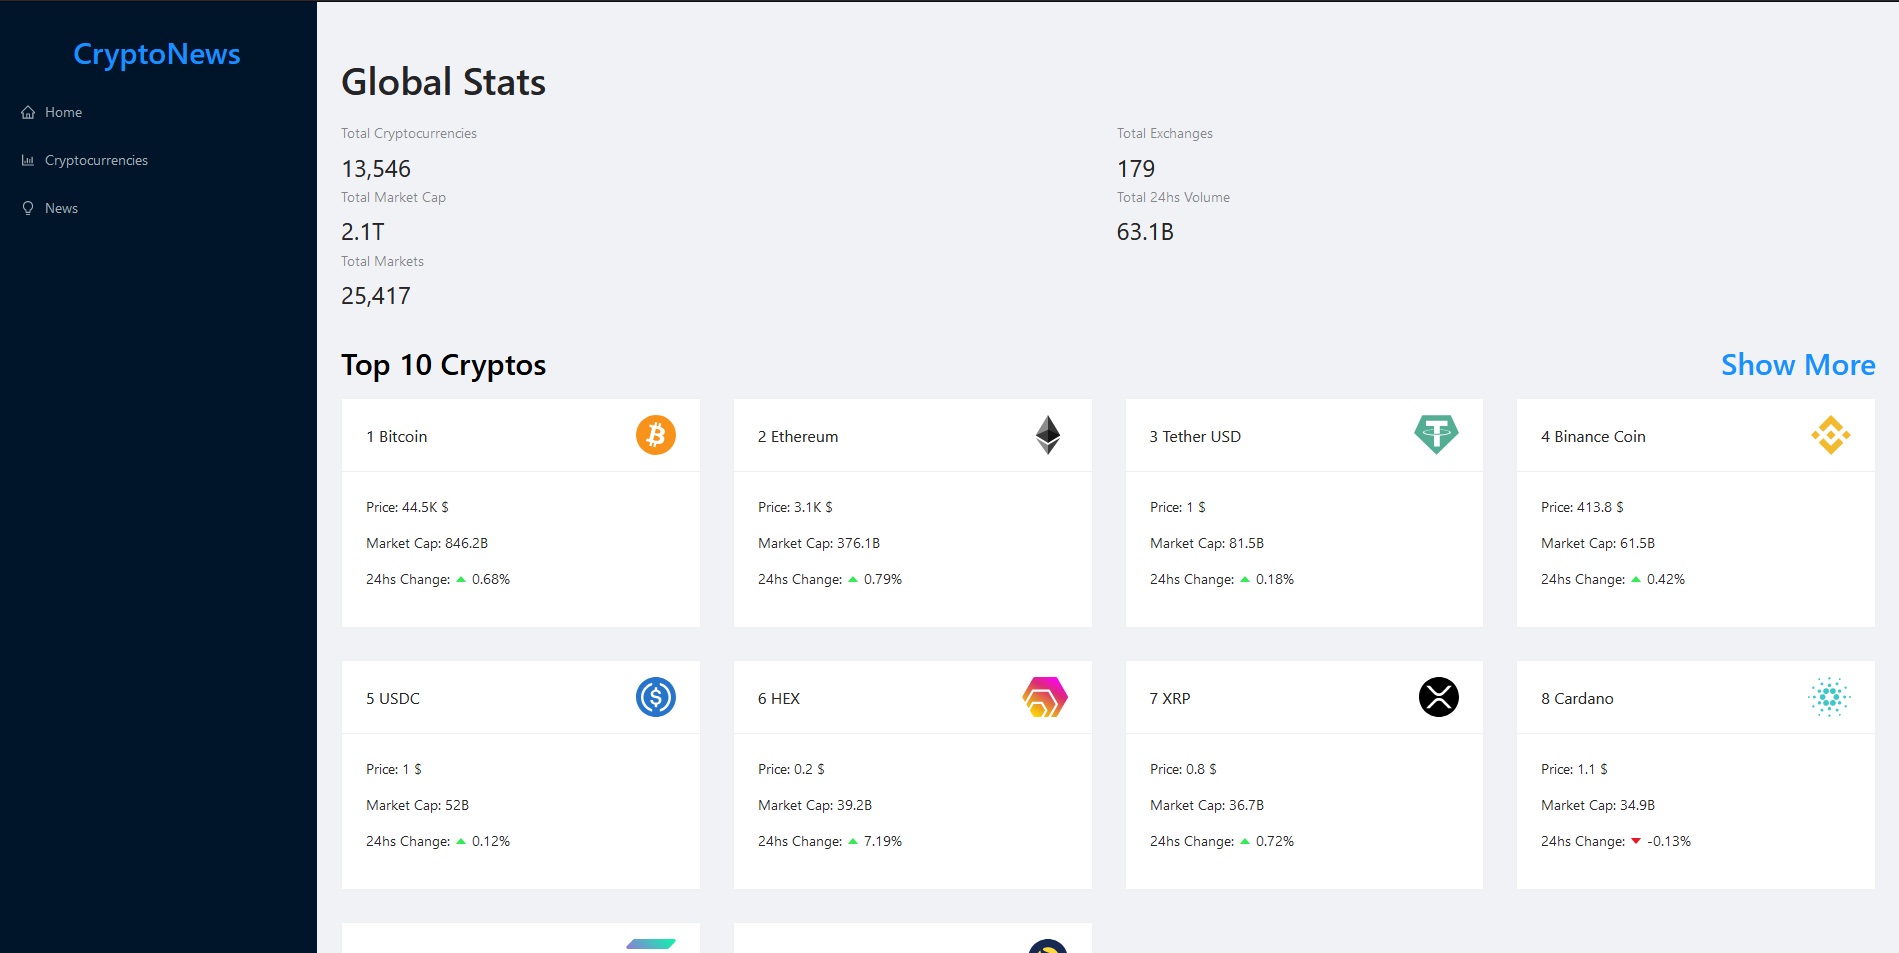 CryptoNews
Home
Cryptocurrencies
News
Global Stats
Total Cryptocurrencies
13,546
Total Exchanges
179
Total Market Cap
2.1T
Total 24hs Volume
63.1B
Total Markets
25,417
Top 10 Cryptos
Show More
1 Bitcoin
Price: 44.5K $
Market Cap: 846.2B
24hs Change: 0.68%
2 Ethereum
Price: 3.1K $
Market Cap: 376.1B
24hs Change: 0.79%
3 Tether USD
Price: 1 $
Market Cap: 81.5B
24hs Change: 0.18%
4 Binance Coin
Price: 413.8 $
Market Cap: 61.5B
24hs Change: 0.42%
5 USDC
Price: 1 $
Market Cap: 52B
24hs Change: 0.12%
6 HEX
Price: 0.2 $
Market Cap: 39.2B
24hs Change: 7.19%
7 XRP
Price: 0.8 $
Market Cap: 36.7B
24hs Change: 0.72%
8 Cardano
Price: 1.1 $
Market Cap: 34.9B
24hs Change: -0.13%